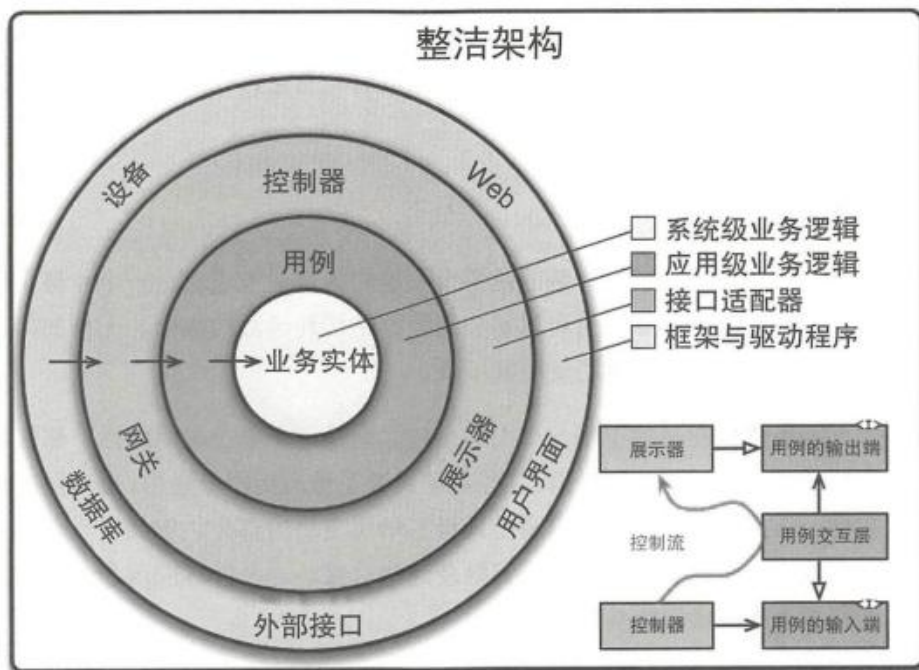 整洁架构
设备
Web
控制器
用例
业务实体
网关
展示器
数据库
用户界面
外部接口
系统级业务逻辑
应用级业务逻辑
接口适配器
框架与驱动程序
展示器
用例的输出端
I
控制流
用例交互层
控制器
用例的输入端
I